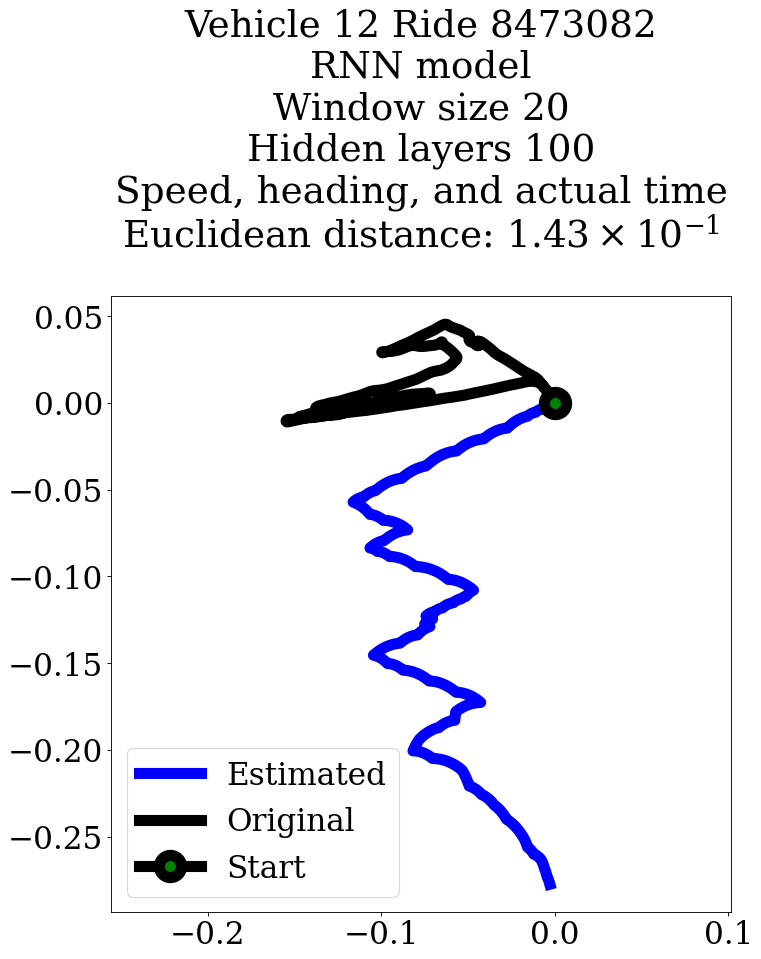 Vehicle 12 Ride 8473082
RNN model
Window size 20
Hidden layers 100
Speed, heading, and actual time
Euclidean distance: 1.43 × 10⁻¹
0.05
0.00
−0.05
−0.10
−0.15
−0.20
−0.25
Estimated
Original
Start
−0.2 −0.1 0.0 0.1